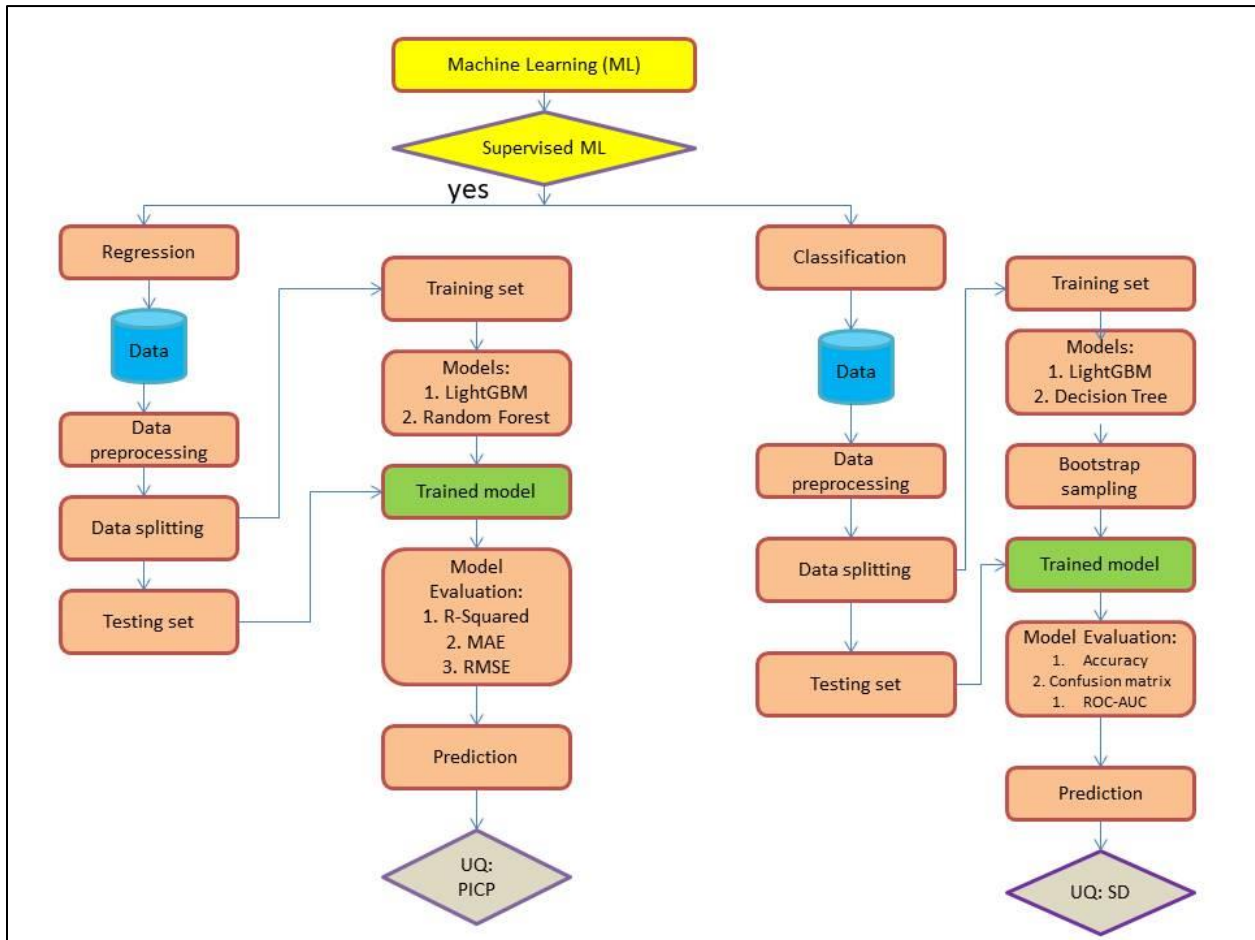 Machine Learning (ML)
Supervised ML
yes
Regression
Data
Data
preprocessing
Data splitting
Testing set
Training set
Models:
1. LightGBM
2. Random Forest
Trained model
Model
Evaluation:
1. R-Squared
2. MAE
3. RMSE
Prediction
UQ:
PICP
Classification
Data
Data
preprocessing
Data splitting
Testing set
Training set
Models:
1. LightGBM
2. Decision Tree
Bootstrap
sampling
Trained model
Model Evaluation:
1. Accuracy
2. Confusion matrix
1. ROC-AUC
Prediction
UQ: SD